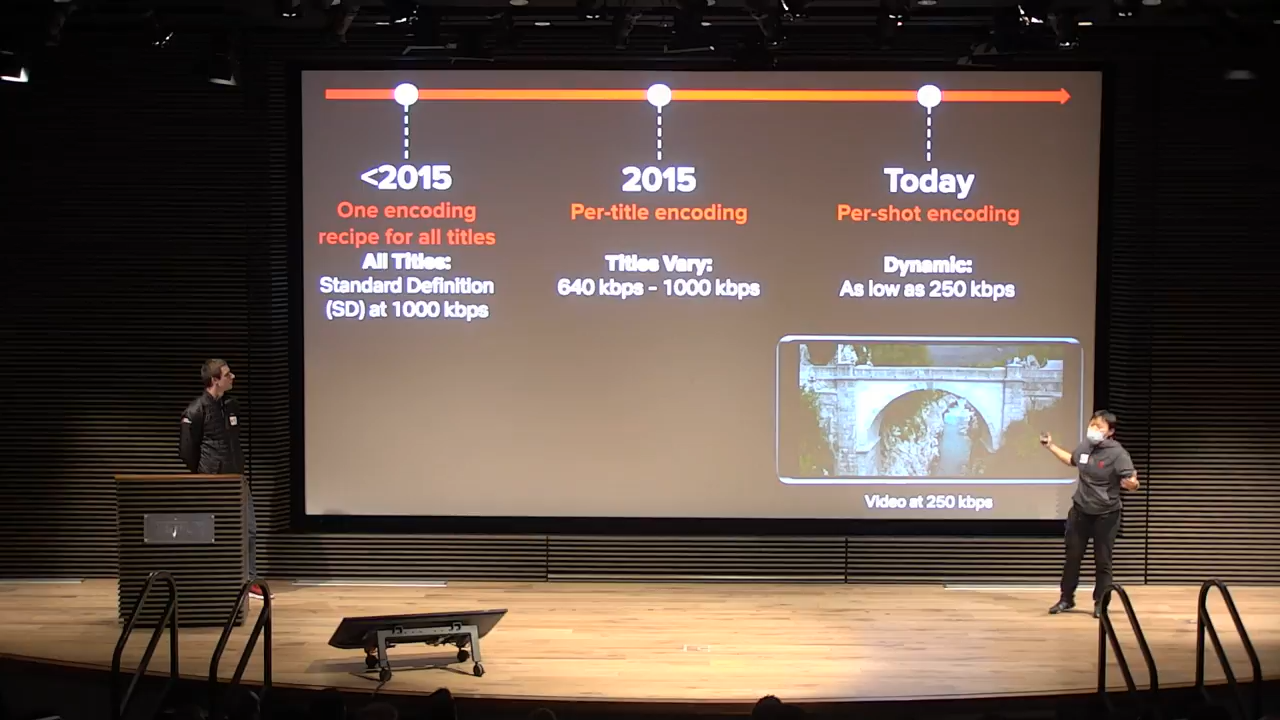 <2015
One encoding
recipe for all titles
All Titles:
Standard Definition
(SD) at 1000 kbps
2015
Per-title encoding
Titles Vary:
640 kbps - 1000 kbps
Today
Per-shot encoding
Dynamic:
As low as 250 kbps
Video at 250 kbps